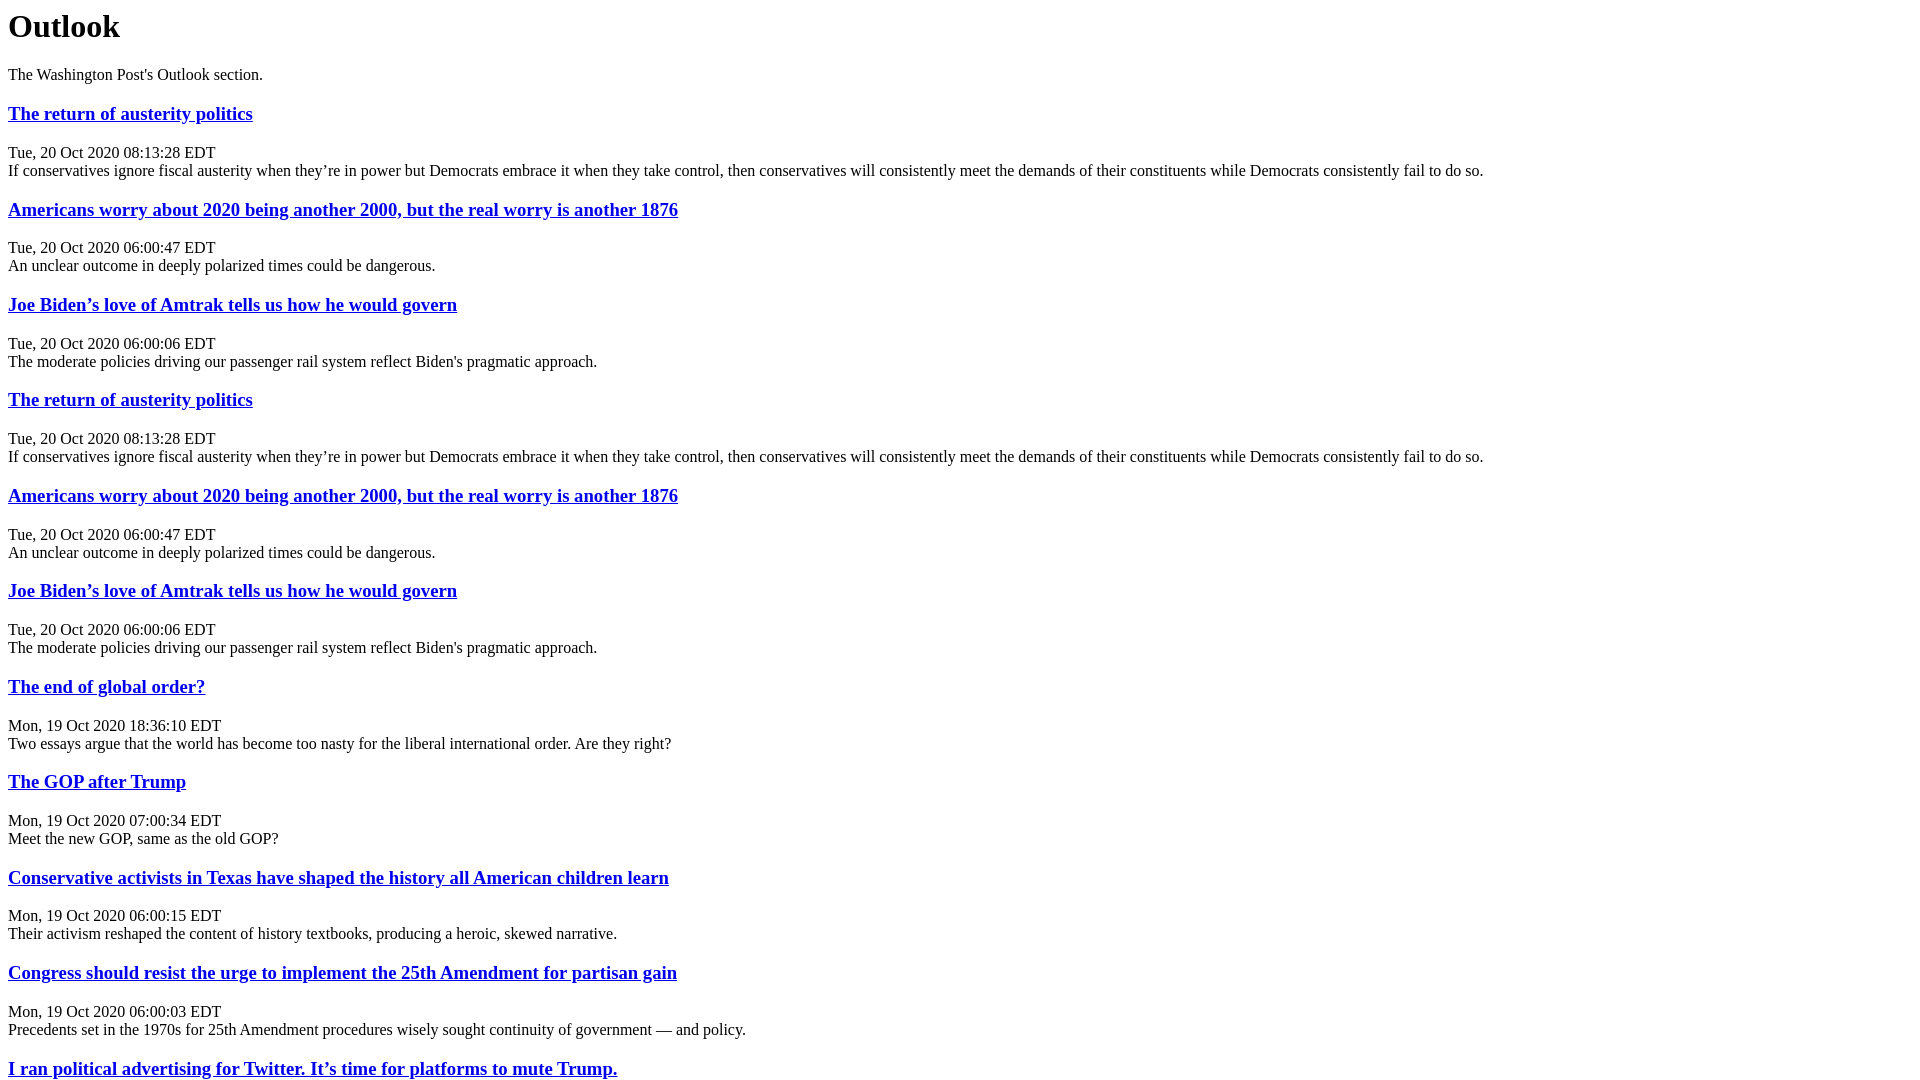 Outlook
The Washington Post's Outlook section.
The return of austerity politics
Tue, 20 Oct 2020 08:13:28 EDT
If conservatives ignore fiscal austerity when they’re in power but Democrats embrace it when they take control, then conservatives will consistently meet the demands of their constituents while Democrats consistently fail to do so.
Americans worry about 2020 being another 2000, but the real worry is another 1876
Tue, 20 Oct 2020 06:00:47 EDT
An unclear outcome in deeply polarized times could be dangerous.
Joe Biden’s love of Amtrak tells us how he would govern
Tue, 20 Oct 2020 06:00:06 EDT
The moderate policies driving our passenger rail system reflect Biden's pragmatic approach.
The return of austerity politics
Tue, 20 Oct 2020 08:13:28 EDT
If conservatives ignore fiscal austerity when they’re in power but Democrats embrace it when they take control, then conservatives will consistently meet the demands of their constituents while Democrats consistently fail to do so.
Americans worry about 2020 being another 2000, but the real worry is another 1876
Tue, 20 Oct 2020 06:00:47 EDT
An unclear outcome in deeply polarized times could be dangerous.
Joe Biden’s love of Amtrak tells us how he would govern
Tue, 20 Oct 2020 06:00:06 EDT
The moderate policies driving our passenger rail system reflect Biden's pragmatic approach.
The end of global order?
Mon, 19 Oct 2020 18:36:10 EDT
Two essays argue that the world has become too nasty for the liberal international order. Are they right?
The GOP after Trump
Mon, 19 Oct 2020 07:00:34 EDT
Meet the new GOP, same as the old GOP?
Conservative activists in Texas have shaped the history all American children learn
Mon, 19 Oct 2020 06:00:15 EDT
Their activism reshaped the content of history textbooks, producing a heroic, skewed narrative.
Congress should resist the urge to implement the 25th Amendment for partisan gain
Mon, 19 Oct 2020 06:00:03 EDT
Precedents set in the 1970s for 25th Amendment procedures wisely sought continuity of government — and policy.
I ran political advertising for Twitter. It’s time for platforms to mute Trump.